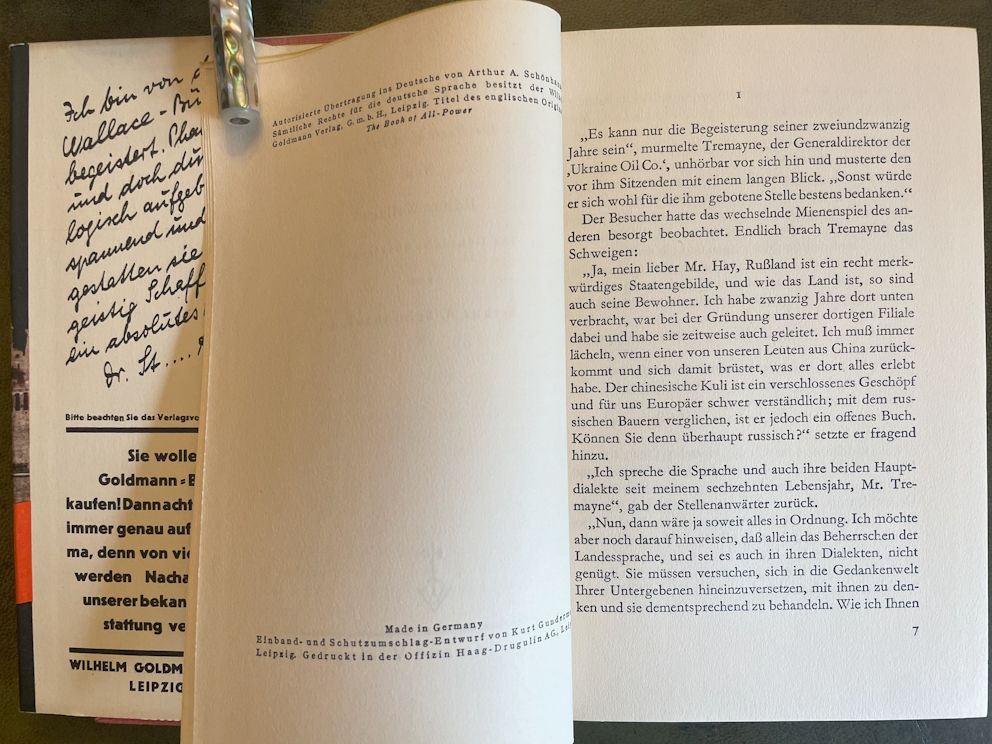 Ich bin von
Wallace-
begeistert.
und doch
logisch
spannend und
gestatten sie
geistig
ein absolutes
Dr. St....
Bitte beachten Sie das
Sie
Goldmann=
kaufen! Dann
immer genau auf
ma, denn von
werden
unserer
stattung
WILHELM
LEIPZIG
Autorisierte Übertragung ins Deutsche von Arthur A.
Sämtliche Rechte für die deutsche Sprache besitzt der
Goldmann Verlag, G. m. b. H., Leipzig. Titel des englischen
The Book of All-Power
Made in Germany
Einband- und Schutzumschlag-Entwurf von Kurt
Leipzig. Gedruckt in der Offizin Haag-Drugulin AG.,
I
„Es kann nur die Begeisterung seiner zweiundzwanzig
Jahre sein“, murmelte Tremayne, der Generaldirektor der
‚Ukraine Oil Co.‘, unhörbar vor sich hin und musterte den
vor ihm Sitzenden mit einem langen Blick. „Sonst würde
er sich wohl für die ihm gebotene Stelle bestens bedanken.“
Der Besucher hatte das wechselnde Mienenspiel des an-
deren besorgt beobachtet. Endlich brach Tremayne das
Schweigen:
„Ja, mein lieber Mr. Hay, Rußland ist ein recht merk-
würdiges Staatengebilde, und wie das Land ist, so sind
auch seine Bewohner. Ich habe zwanzig Jahre dort unten
verbracht, war bei der Gründung unserer dortigen Filiale
dabei und habe sie zeitweise auch geleitet. Ich muß immer
lächeln, wenn einer von unseren Leuten aus China zurück-
kommt und sich damit brüstet, was er dort alles erlebt
habe. Der chinesische Kuli ist ein verschlossenes Geschöpf
und für uns Europäer schwer verständlich; mit dem rus-
sischen Bauern verglichen, ist er jedoch ein offenes Buch.
Können Sie denn überhaupt russisch?“ setzte er fragend
hinzu.
„Ich spreche die Sprache und auch ihre beiden Haupt-
dialekte seit meinem sechzehnten Lebensjahr, Mr. Tre-
mayne“, gab der Stellenanwärter zurück.
„Nun, dann wäre ja soweit alles in Ordnung. Ich möchte
aber noch darauf hinweisen, daß allein das Beherrschen der
Landessprache, und sei es auch in ihren Dialekten, nicht
genügt. Sie müssen versuchen, sich in die Gedankenwelt
Ihrer Untergebenen hineinzuversetzen, mit ihnen zu den-
ken und sie dementsprechend zu behandeln. Wie ich Ihnen
7